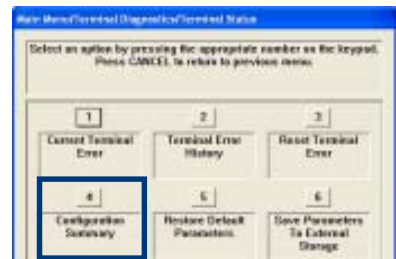 Main Menu/Terminal Diagnostics/Terminal Status
Select an option by pressing the appropriate number on the keypad.
Press CANCEL to return to previous menu.
1
2
3
Current Terminal
Error
Terminal Error
History
Reset Terminal
Error
4
5
6
Configuration
Summary
Restore Default
Parameters
Save Parameters
To External
Storage